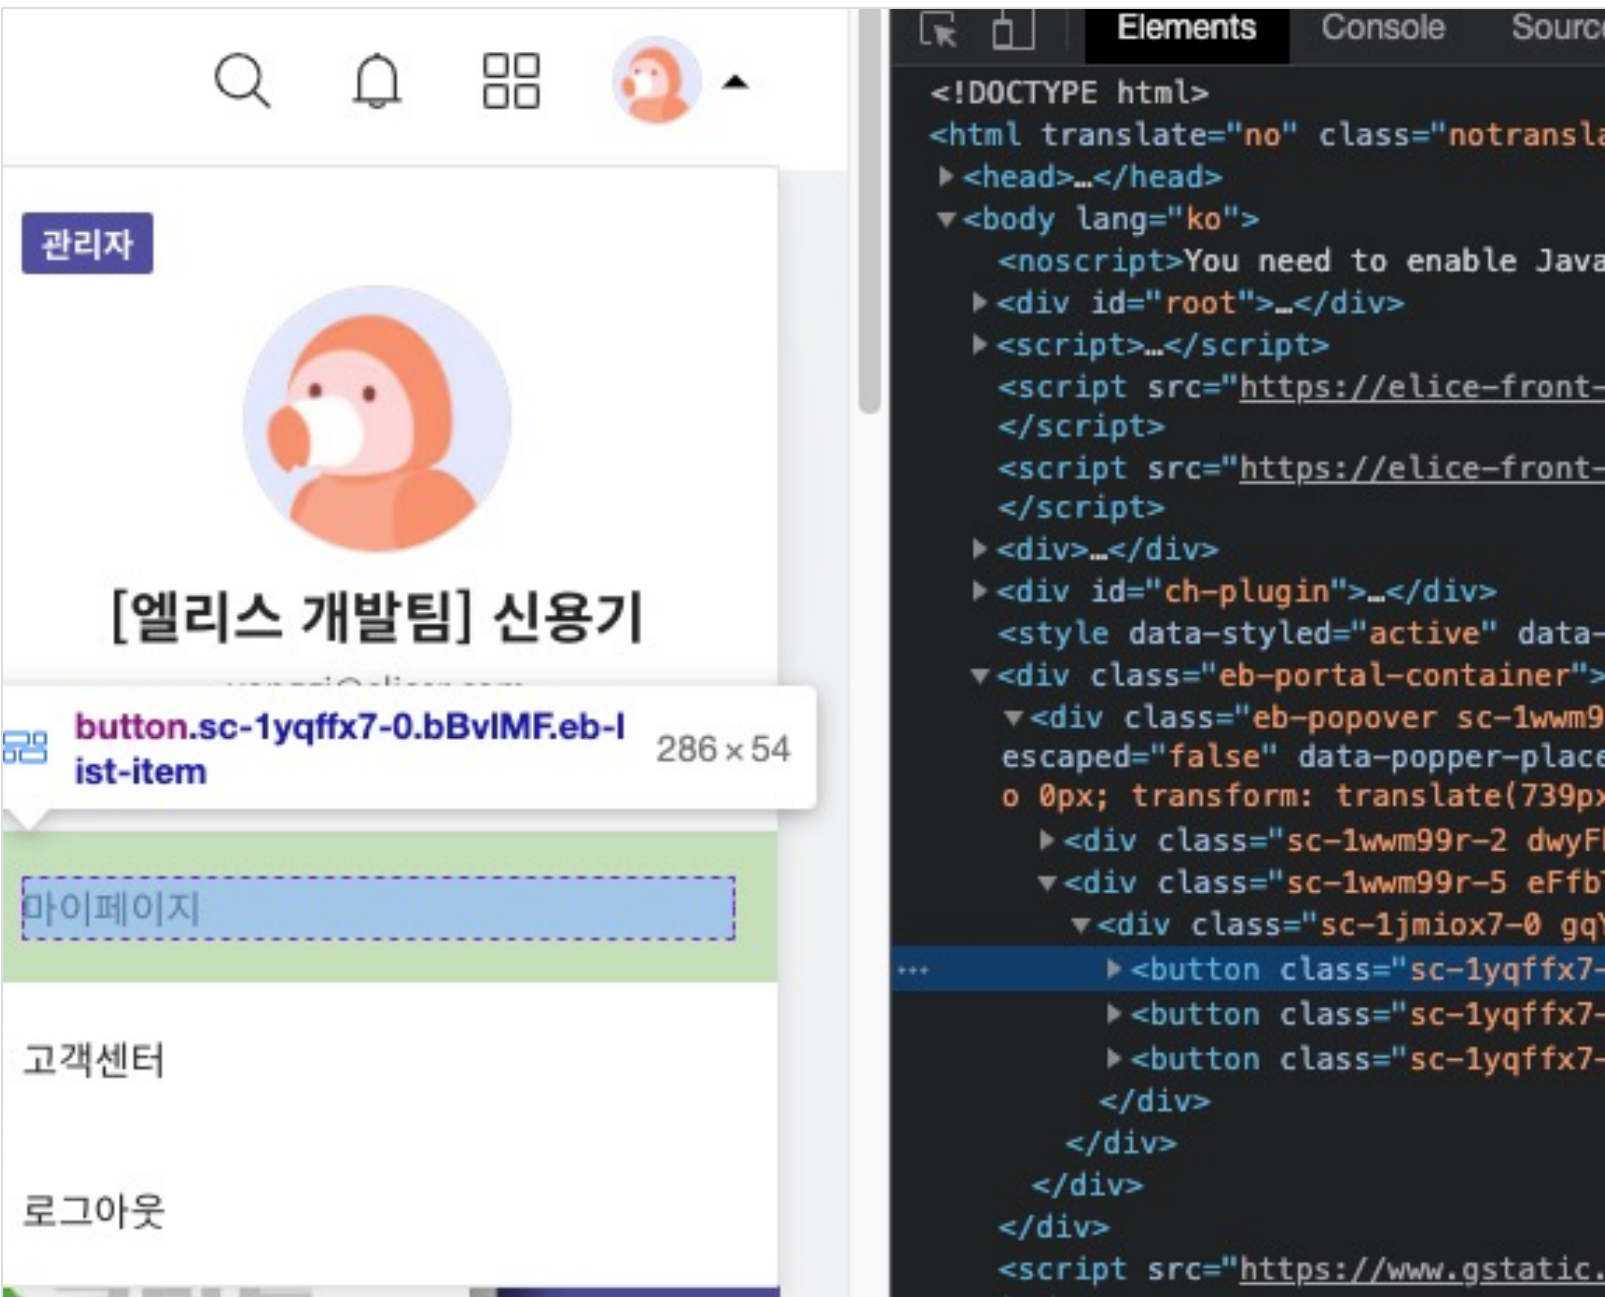 관리자
[엘리스 개발팀] 신용기
button.sc-1yqffx7-0.bBvlMF.eb-l
ist-item
286 × 54
마이페이지
고객센터
로그아웃
Elements Console Sourc
<!DOCTYPE html>
<html translate="no" class="notransla
▶<head>…</head>
▼<body lang="ko">
<noscript>You need to enable Java
▶<div id="root">…</div>
▶<script>…</script>
<script src="https://elice-front-
</script>
<script src="https://elice-front-
</script>
▶<div>…</div>
▶<div id="ch-plugin">…</div>
<style data-styled="active" data-
▼<div class="eb-portal-container">
▼<div class="eb-popover sc-1wwm9
escaped="false" data-popper-place
o 0px; transform: translate(739px
▶<div class="sc-1wwm99r-2 dwyF
▼<div class="sc-1wwm99r-5 eFfb
▼<div class="sc-1jmiox7-0 gq
▶<button class="sc-1yqffx7-
▶<button class="sc-1yqffx7-
▶<button class="sc-1yqffx7-
</div>
</div>
</div>
</div>
<script src="https://www.gstatic.